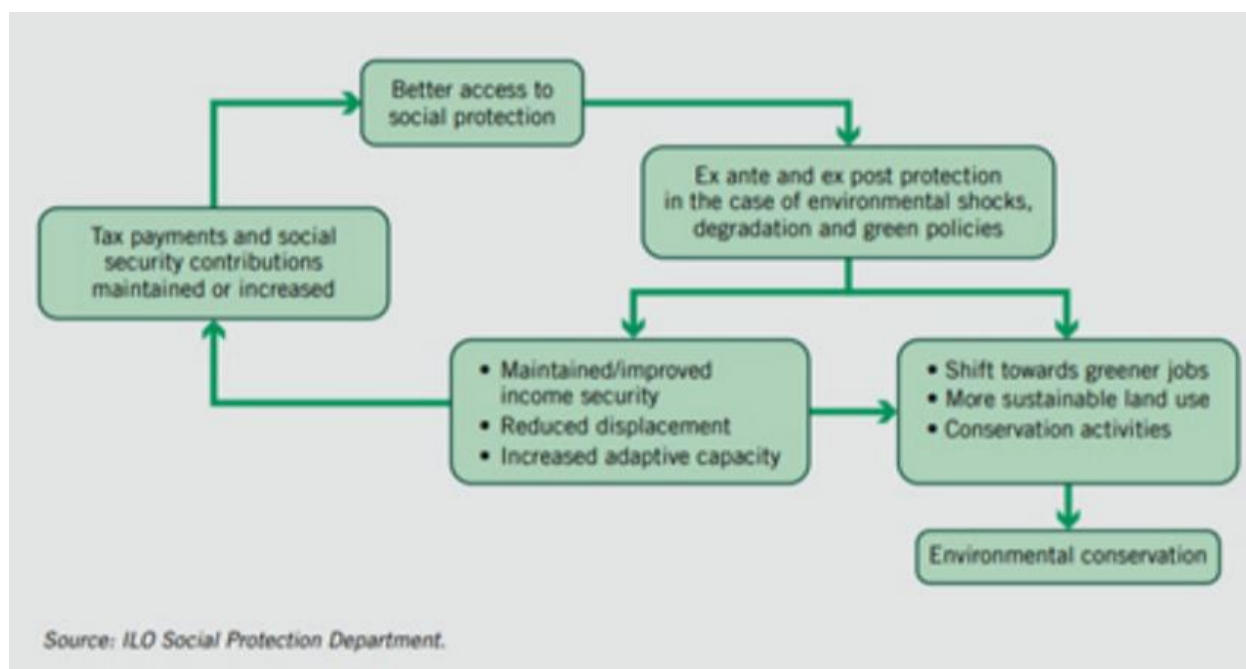 Better access to
social protection
Ex ante and ex post protection
in the case of environmental shocks,
degradation and green policies
Tax payments and social
security contributions
maintained or increased
• Maintained/improved
income security
• Reduced displacement
• Increased adaptive capacity
• Shift towards greener jobs
• More sustainable land use
• Conservation activities
Environmental conservation
Source: ILO Social Protection Department.